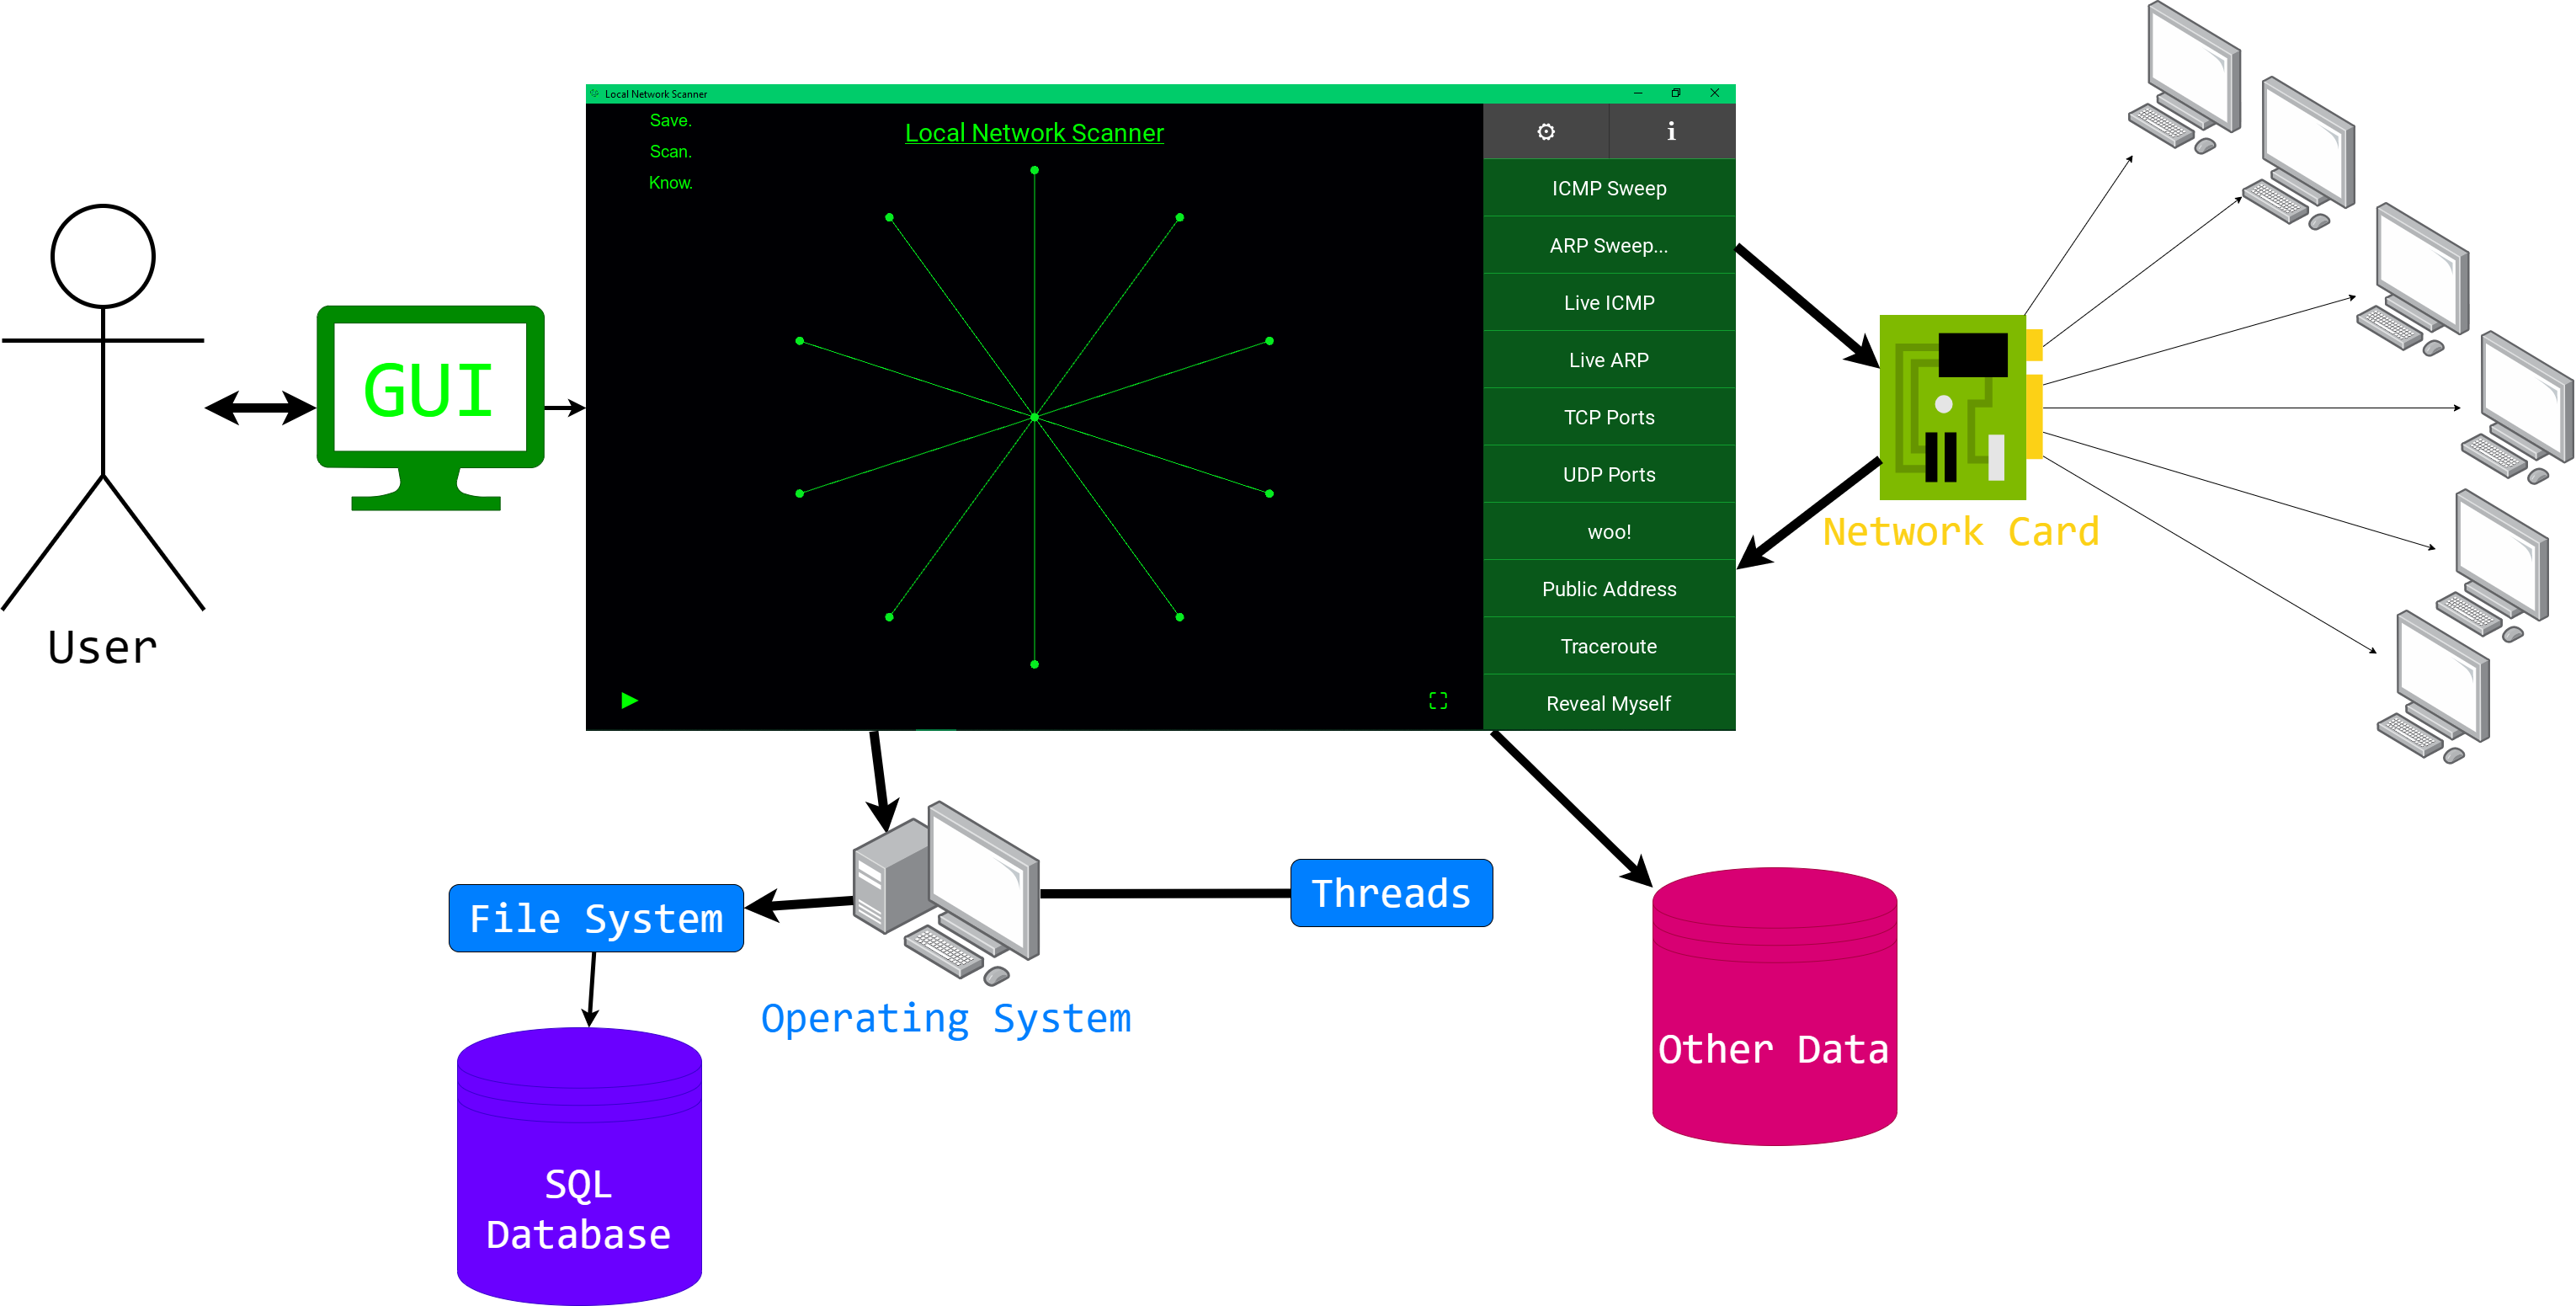 Local Network Scanner
Save.
Scan.
Know.
Local Network Scanner
i
ICMP Sweep
ARP Sweep...
Live ICMP
Live ARP
TCP Ports
UDP Ports
woo!
Public Address
Traceroute
Reveal Myself
GUI
User
Network Card
File System
Threads
Operating System
Other Data
SQL
Database